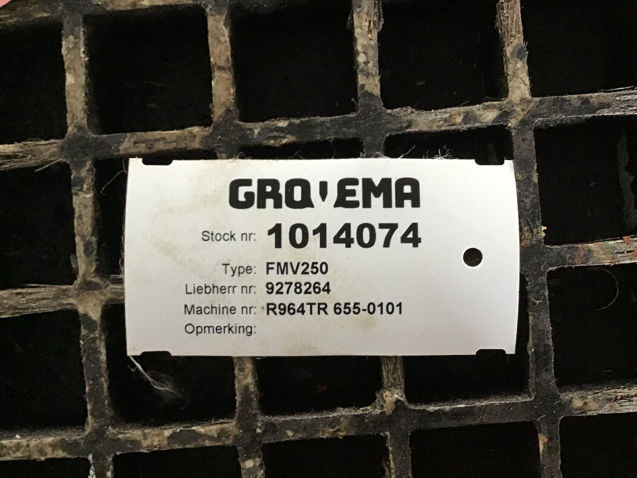 GROVEMA
Stock nr: 1014074
Type: FMV250
Liebherr nr: 9278264
Machine nr: R964TR 655-0101
Opmerking: